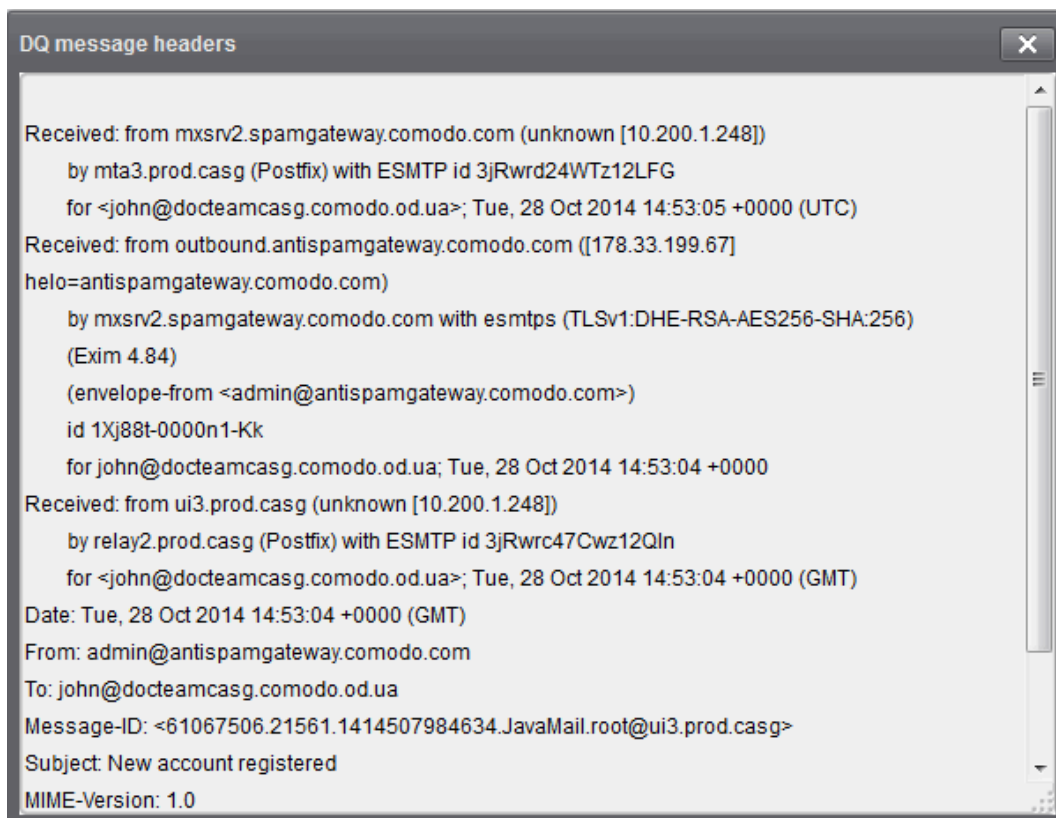 DQ message headers
Received: from mxsrv2.spamgateway.comodo.com (unknown [10.200.1.248])
by mta3.prod.casg (Postfix) with ESMTP id 3jRwrd24WTz12LFG
for <john@docteamcasg.comodo.od.ua>; Tue, 28 Oct 2014 14:53:05 +0000 (UTC)
Received: from outbound.antispamgateway.comodo.com ([178.33.199.67]
helo=antispamgateway.comodo.com)
by mxsrv2.spamgateway.comodo.com with esmtps (TLSv1:DHE-RSA-AES256-SHA:256)
(Exim 4.84)
(envelope-from <admin@antispamgateway.comodo.com>)
id 1Xj88t-0000n1-Kk
for john@docteamcasg.comodo.od.ua; Tue, 28 Oct 2014 14:53:04 +0000
Received: from ui3.prod.casg (unknown [10.200.1.248])
by relay2.prod.casg (Postfix) with ESMTP id 3jRwrc47Cwz12Qln
for <john@docteamcasg.comodo.od.ua>; Tue, 28 Oct 2014 14:53:04 +0000 (GMT)
Date: Tue, 28 Oct 2014 14:53:04 +0000 (GMT)
From: admin@antispamgateway.comodo.com
To: john@docteamcasg.comodo.od.ua
Message-ID: <61067506.21561.1414507984634.JavaMail.root@ui3.prod.casg>
Subject: New account registered
MIME-Version: 1.0